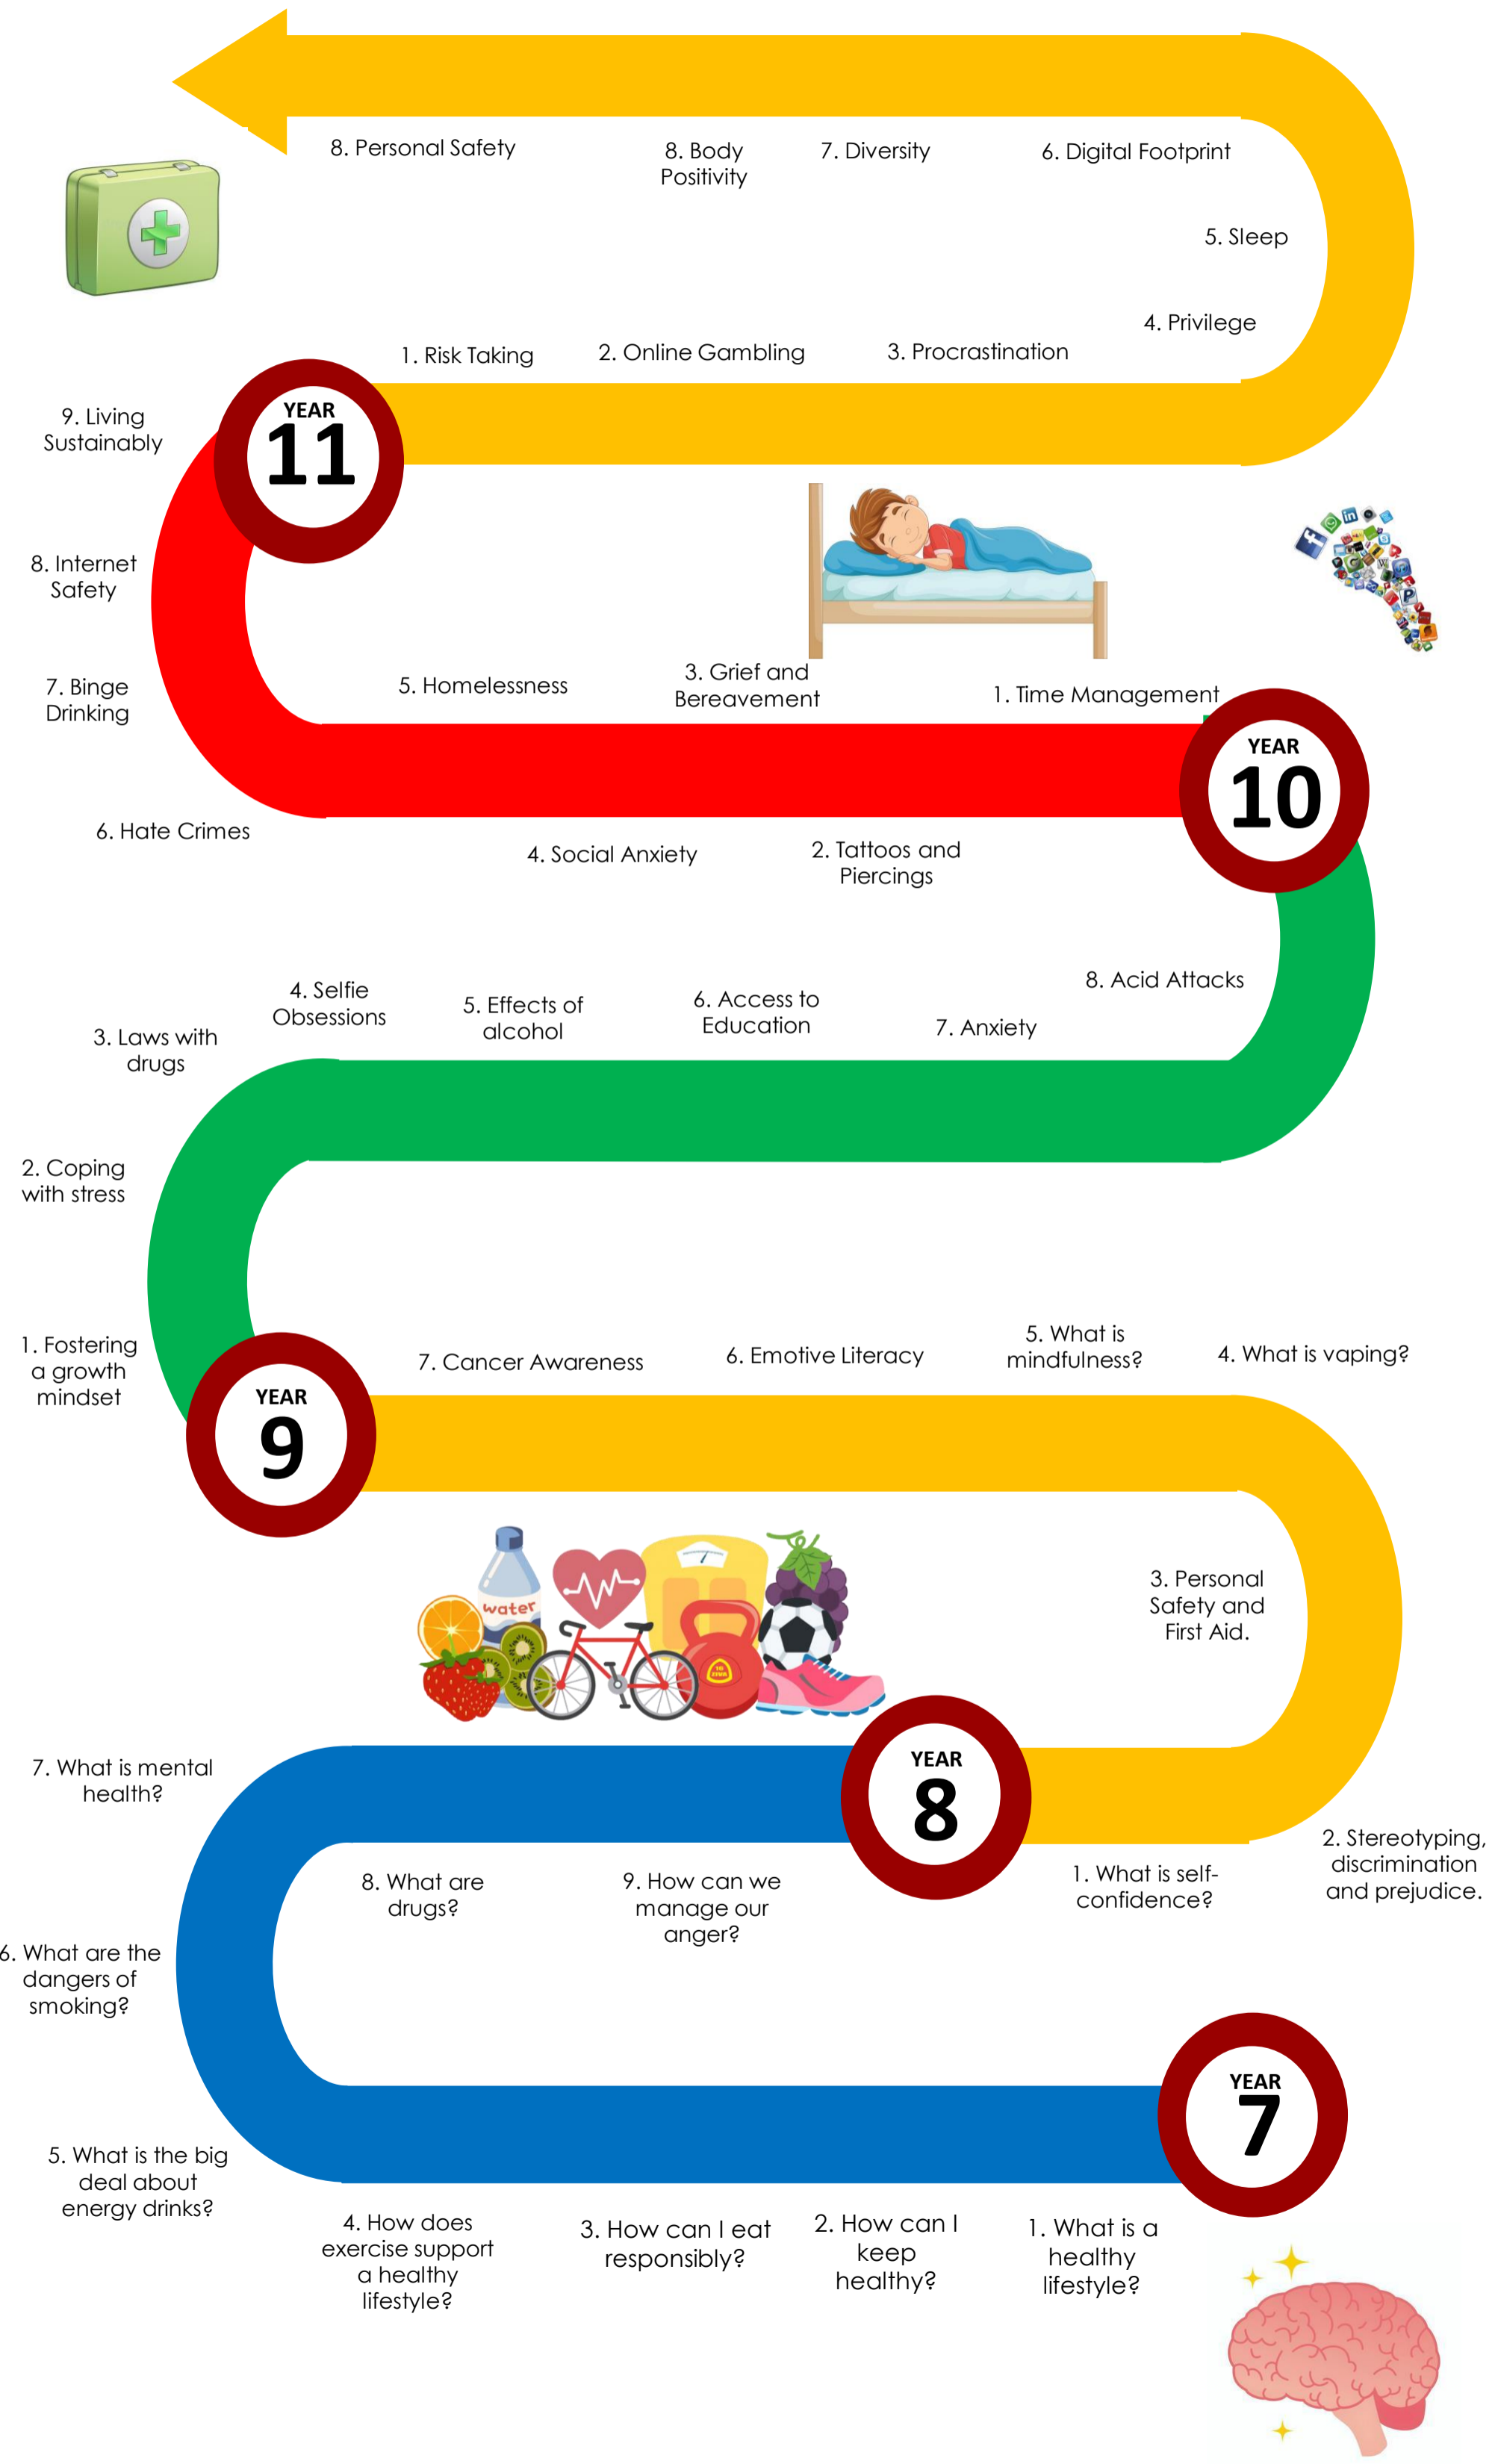 8. Personal Safety
8. Body
Positivity
7. Diversity
6. Digital Footprint
5. Sleep
4. Privilege
1. Risk Taking
2. Online Gambling
3. Procrastination
YEAR
11
9. Living
Sustainably
8. Internet
Safety
7. Binge
Drinking
5. Homelessness
3. Grief and
Bereavement
1. Time Management
YEAR
10
6. Hate Crimes
4. Social Anxiety
2. Tattoos and
Piercings
8. Acid Attacks
4. Selfie
Obsessions
5. Effects of
alcohol
6. Access to
Education
7. Anxiety
3. Laws with
drugs
2. Coping
with stress
1. Fostering
a growth
mindset
YEAR
9
7. Cancer Awareness
6. Emotive Literacy
5. What is
mindfulness?
4. What is vaping?
water
3. Personal
Safety and
First Aid.
YEAR
8
7. What is mental
health?
8. What are
drugs?
9. How can we
manage our
anger?
1. What is self-
confidence?
2. Stereotyping,
discrimination
and prejudice.
6. What are the
dangers of
smoking?
YEAR
7
5. What is the big
deal about
energy drinks?
4. How does
exercise support
a healthy
lifestyle?
3. How can I eat
responsibly?
2. How can I
keep
healthy?
1. What is a
healthy
lifestyle?